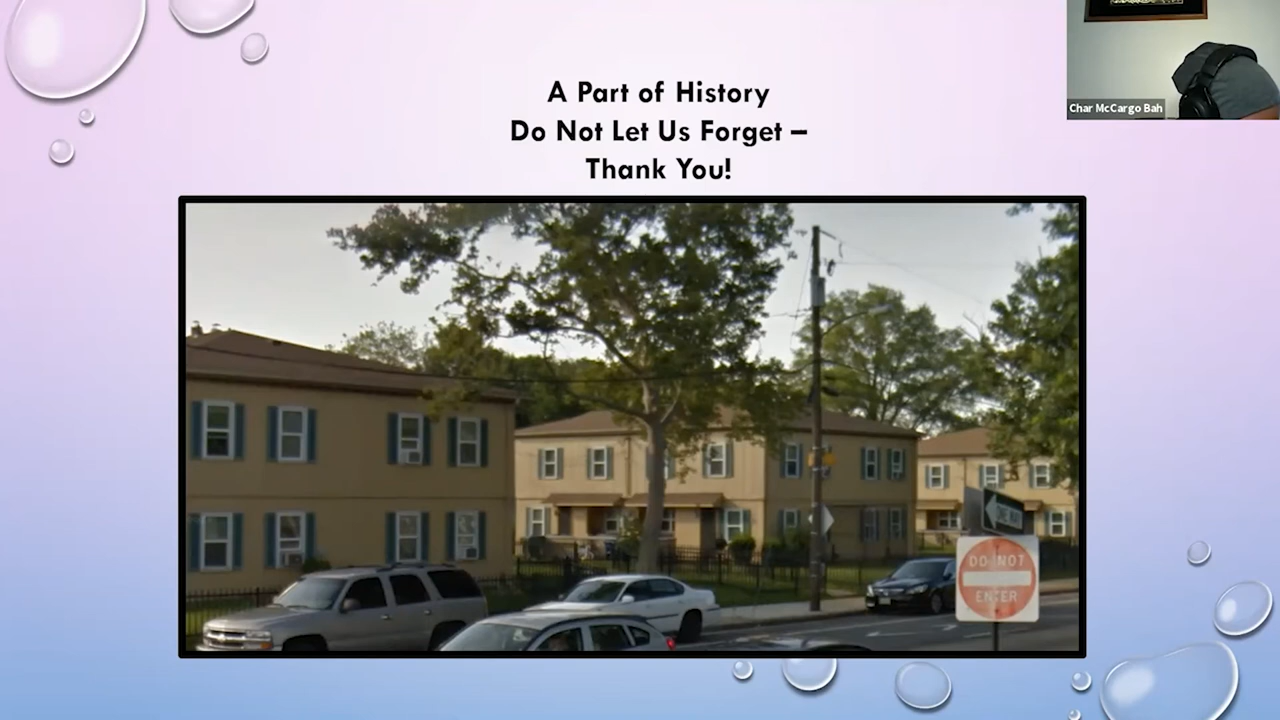 A Part of History
Do Not Let Us Forget –
Thank You!
Char McCargo Bah
DO NOT
ENTER